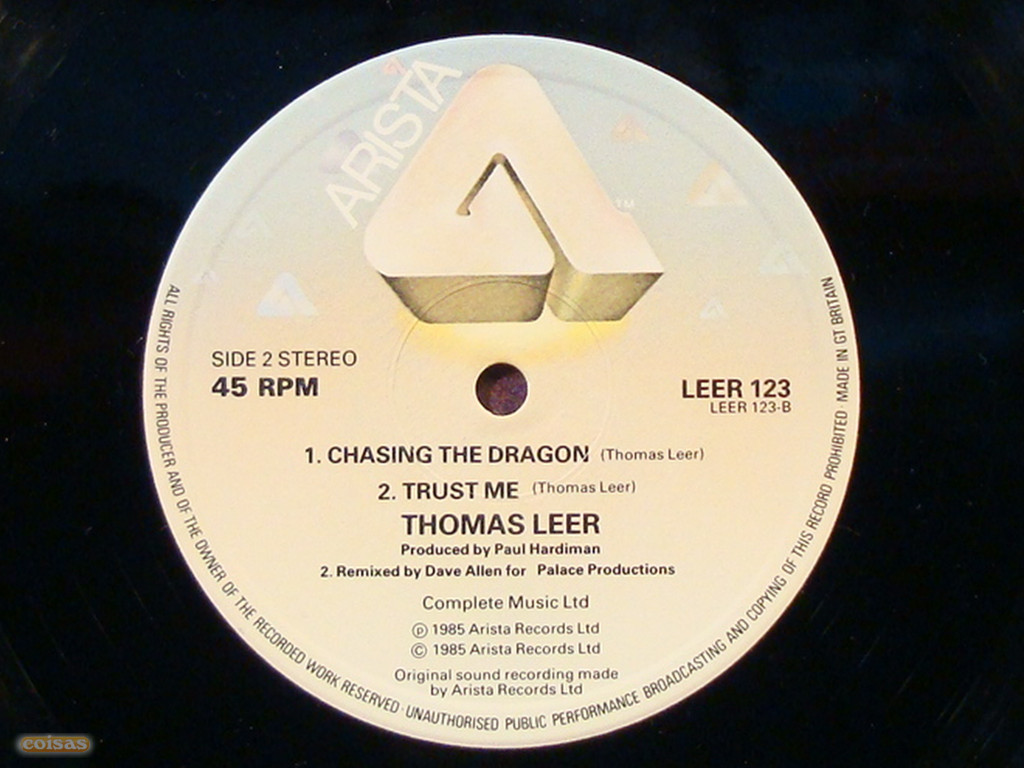 ARISTA
TM
SIDE 2 STEREO
45 RPM
LEER 123
LEER 123-B
1. CHASING THE DRAGON (Thomas Leer)
2. TRUST ME (Thomas Leer)
THOMAS LEER
Produced by Paul Hardiman
2. Remixed by Dave Allen for Palace Productions
Complete Music Ltd
℗ 1985 Arista Records Ltd
© 1985 Arista Records Ltd
Original sound recording made
by Arista Records Ltd
ALL RIGHTS OF THE PRODUCER AND OF THE OWNER OF THE RECORDED WORK RESERVED · UNAUTHORISED PUBLIC PERFORMANCE BROADCASTING AND COPYING OF THIS RECORD PROHIBITED · MADE IN GT BRITAIN
coisas